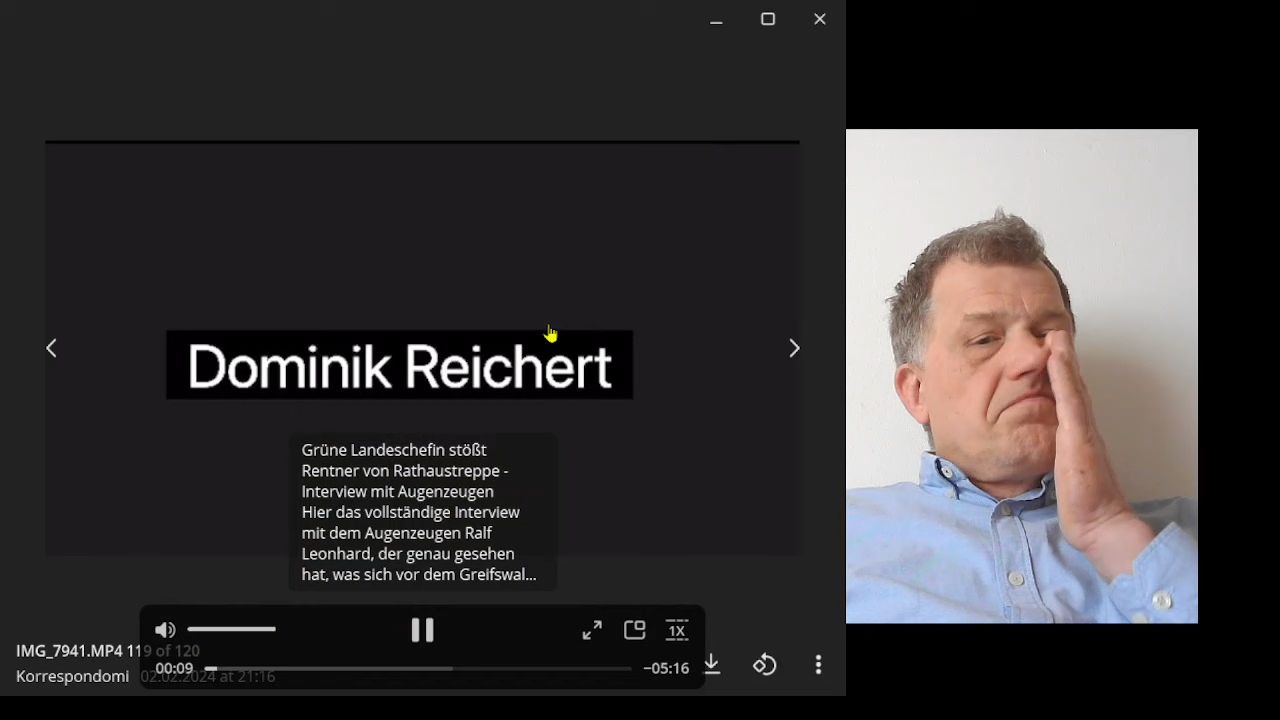 Dominik Reichert
Grüne Landeschefin stößt
Rentner von Rathaustreppe -
Interview mit Augenzeugen
Hier das vollständige Interview
mit dem Augenzeugen Ralf
Leonhard, der genau gesehen
hat, was sich vor dem Greifswal...
1X
IMG_7941.MP4 119 of 120
00:09
−05:16
Korrespondomi 02.02.2024 at 21:16